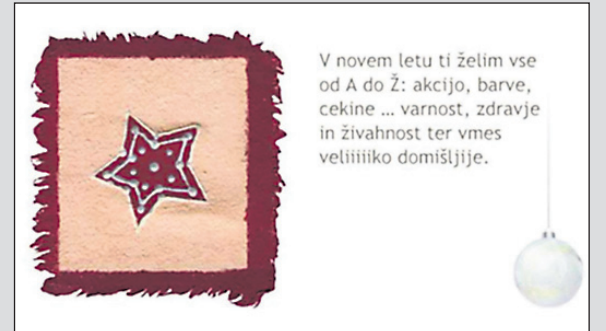 V novem letu ti želim vse
od A do Ž: akcijo, barve,
cekine ... varnost, zdravje
in živahnost ter vmes
veliiiiiko domišljije.